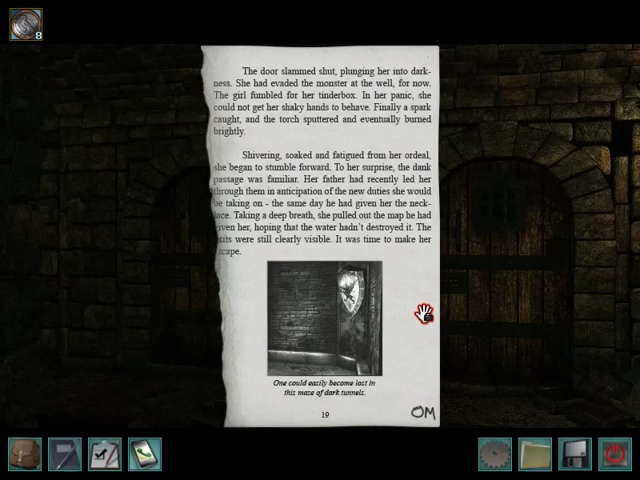 8
The door slammed shut, plunging her into dark-
ness. She had evaded the monster at the well, for now.
The girl fumbled for her tinderbox. In her panic, she
could not get her shaky hands to behave. Finally a spark
caught, and the torch sputtered and eventually burned
brightly.
Shivering, soaked and fatigued from her ordeal,
she began to stumble forward. To her surprise, the dank
passage was familiar. Her father had recently led her
through them in anticipation of the new duties she would
be taking on - the same day he had given her the neck-
lace. Taking a deep breath, she pulled out the map he had
given her, hoping that the water hadn't destroyed it. The
exits were still clearly visible. It was time to make her
escape.
One could easily become lost in
this maze of dark tunnels.
19
OM